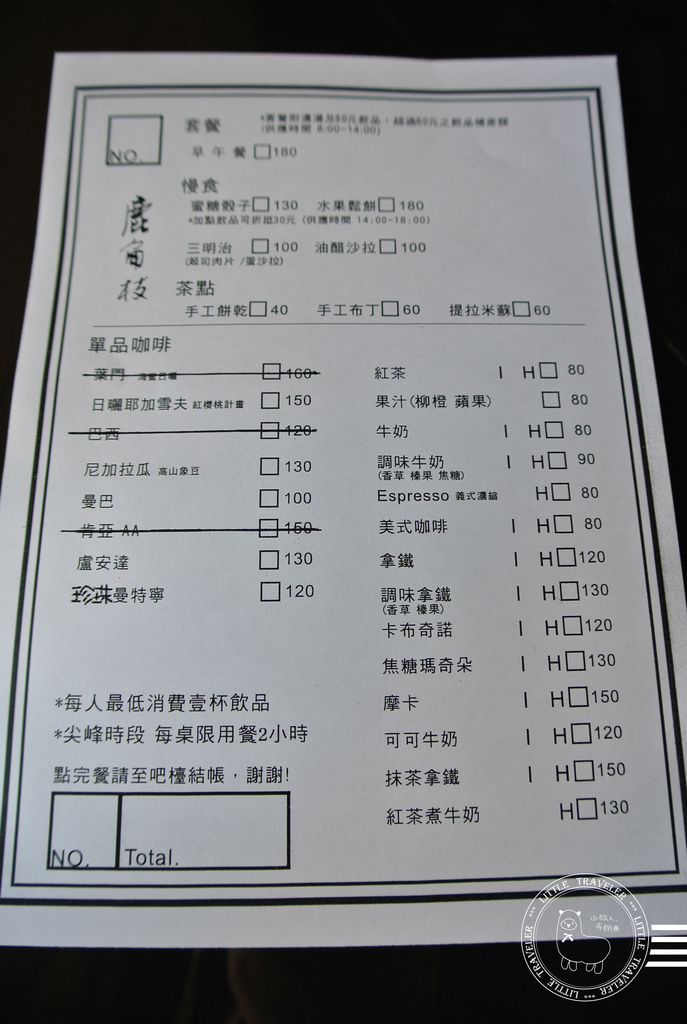 NO.
套餐 *套餐附濃湯及80元飲品，超過80元之飲品補差額
(供應時間 8:00~14:00)
早午餐 □180
鹿角枝
慢食
蜜糖骰子□130 水果鬆餅□180
*加點飲品可折抵30元 (供應時間 14:00~18:00)
三明治 □100 油醋沙拉□100
(起司肉片 /蛋沙拉)
茶點
手工餅乾□40 手工布丁□60 提拉米蘇□60
單品咖啡
葉門 □160
日曬耶加雪夫 紅櫻桃計畫 □150
巴西 □120
尼加拉瓜 高山象豆 □130
曼巴 □100
肯亞 AA □150
盧安達 □130
珍珠曼特寧 □120
紅茶 I H□ 80
果汁(柳橙 蘋果) □ 80
牛奶 I H□ 80
調味牛奶 I H□ 90
(香草 榛果 焦糖)
Espresso 義式濃縮 H□ 80
美式咖啡 I H□ 80
拿鐵 I H□120
調味拿鐵 I H□130
(香草 榛果)
卡布奇諾 I H□120
焦糖瑪奇朵 I H□130
摩卡 I H□150
可可牛奶 I H□120
抹茶拿鐵 I H□150
紅茶煮牛奶 H□130
*每人最低消費壹杯飲品
*尖峰時段 每桌限用餐2小時
點完餐請至吧檯結帳，謝謝!
NO. Total.
LITTLE TRAVELER ... LITTLE TRAVELER ... LITTLE TRAVELER ...
小旅人.